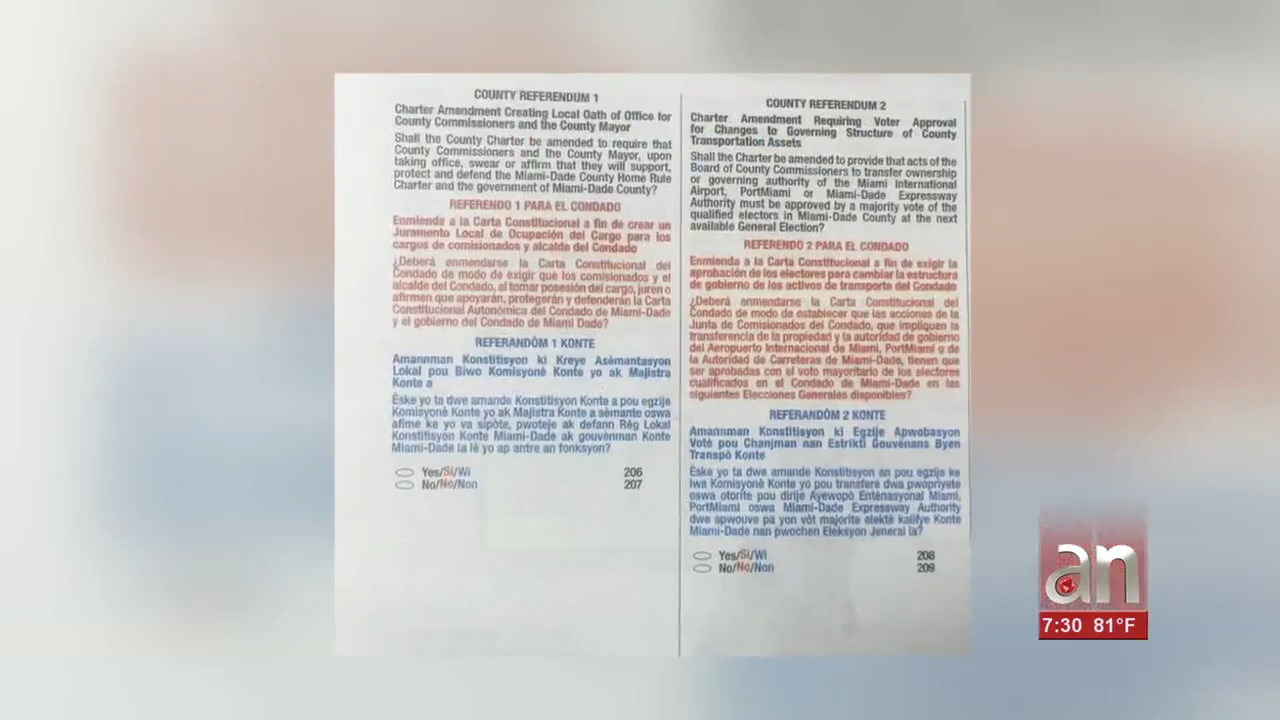 COUNTY REFERENDUM 1
Charter Amendment Creating Local Oath of Office for
County Commissioners and the County Mayor
Shall the County Charter be amended to require that
County Commissioners and the County Mayor, upon
taking office, swear or affirm that they will support,
protect and defend the Miami-Dade County Home Rule
Charter and the government of Miami-Dade County?
REFERENDO 1 PARA EL CONDADO
Enmienda a la Carta Constitucional a fin de crear un
Juramento Local de Ocupación del Cargo para los
cargos de comisionados y alcalde del Condado
¿Deberá enmendarse la Carta Constitucional del
Condado de modo de exigir que los comisionados y el
alcalde del Condado, al tomar posesión del cargo, juren o
afirmen que apoyarán, protegerán y defenderán la Carta
Constitucional Autonómica del Condado de Miami-Dade
y el gobierno del Condado de Miami Dade?
REFERANDÒM 1 KONTE
Amannman Konstitisyon ki Kreye Asèmantasyon
Lokal pou Biwo Komisyonè Konte yo ak Majistra
Konte a
Èske yo ta dwe amande Konstitisyon Konte a pou egzije
Komisyonè Konte yo ak Majistra Konte a sèmante oswa
afime ke yo va sipòte, pwoteje ak defann Règ Lokal
Konstitisyon Konte Miami-Dade ak gouvènman Konte
Miami-Dade la lè yo ap antre an fonksyon?
Yes/Sí/Wi 206
No/No/Non 207
COUNTY REFERENDUM 2
Charter Amendment Requiring Voter Approval
for Changes to Governing Structure of County
Transportation Assets
Shall the Charter be amended to provide that acts of the
Board of County Commissioners to transfer ownership
or governing authority of the Miami International
Airport, PortMiami or Miami-Dade Expressway
Authority must be approved by a majority vote of the
qualified electors in Miami-Dade County at the next
available General Election?
REFERENDO 2 PARA EL CONDADO
Enmienda a la Carta Constitucional a fin de exigir la
aprobación de los electores para cambiar la estructura
de gobierno de los activos de transporte del Condado
¿Deberá enmendarse la Carta Constitucional del
Condado de modo de establecer que las acciones de la
Junta de Comisionados del Condado, que impliquen la
transferencia de la propiedad y la autoridad de gobierno
del Aeropuerto Internacional de Miami, PortMiami o de
la Autoridad de Carreteras de Miami-Dade, tienen que
ser aprobadas con el voto mayoritario de los electores
cualificados en el Condado de Miami-Dade en las
siguientes Elecciones Generales disponibles?
REFERANDÒM 2 KONTE
Amannman Konstitisyon ki Egzije Apwobasyon
Votè pou Chanjman nan Estrikti Gouvènans Byen
Transpò Konte
Èske yo ta dwe amande Konstitisyon an pou egzije ke
lwa Komisyonè Konte yo pou transfere dwa pwopriyete
oswa otorite pou dirije Ayewopò Entènasyonal Miami,
PortMiami oswa Miami-Dade Expressway Authority
dwe apwouve pa yon vòt majorite elektè kalifye Konte
Miami-Dade nan pwochen Eleksyon Jeneral la?
Yes/Sí/Wi 208
No/No/Non 209
an
7:30 81°F